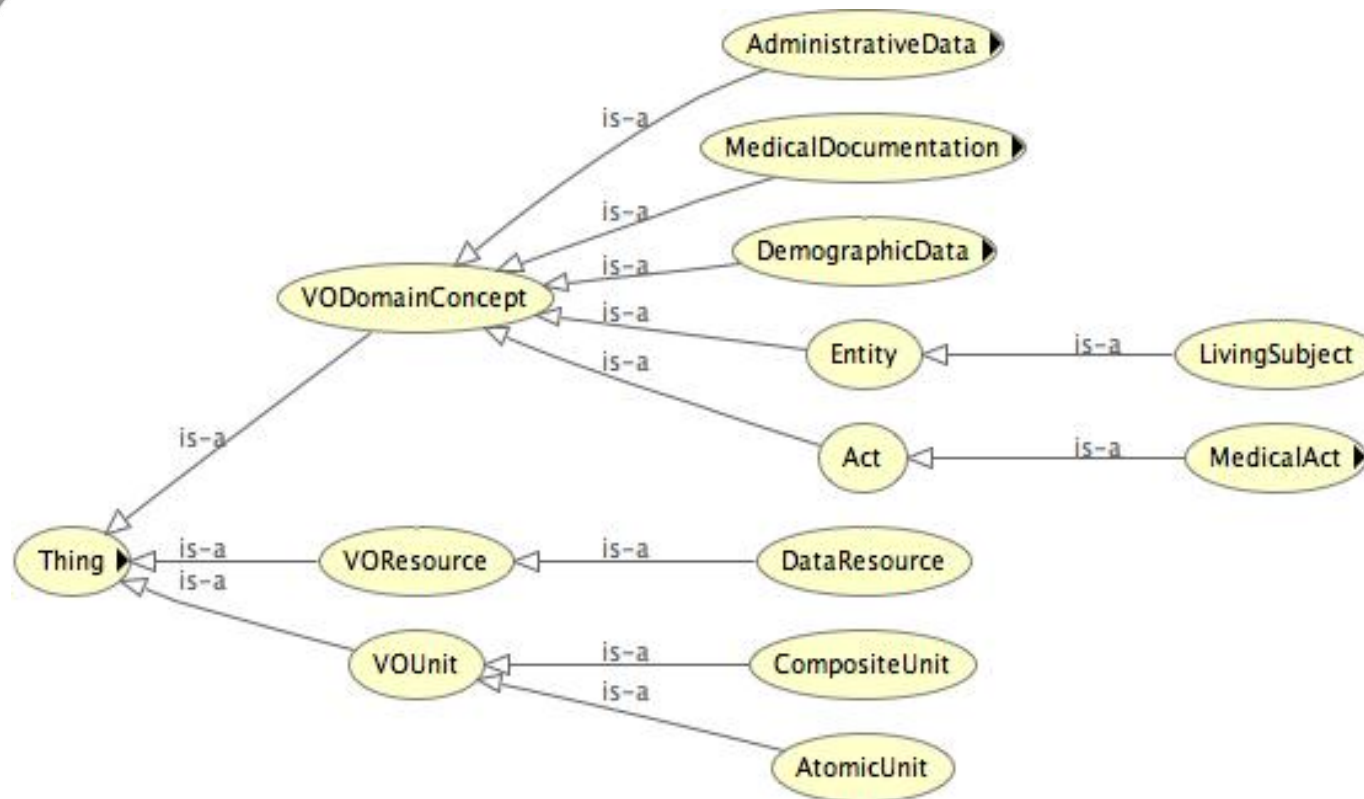 AdministrativeData
is-a
MedicalDocumentation
is-a
DemographicData
is-a
VODomainConcept
is-a
Entity
is-a
LivingSubject
is-a
Act
is-a
MedicalAct
is-a
Thing
is-a
VOResource
is-a
DataResource
is-a
VOUnit
is-a
CompositeUnit
is-a
AtomicUnit